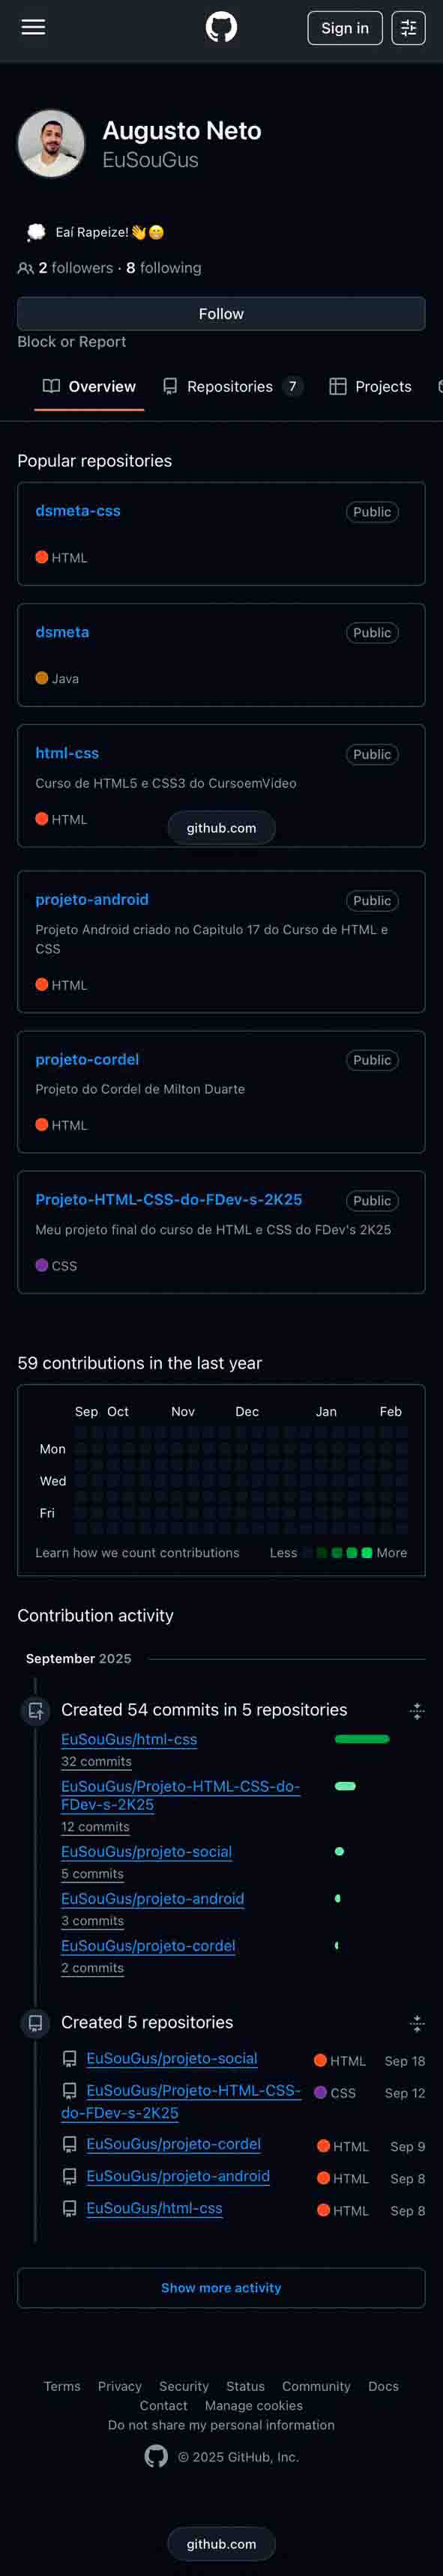 Sign in
Augusto Neto
EuSouGus
💭 Eaí Rapeize!👋😁
2 followers · 8 following
Follow
Block or Report
Overview Repositories 7 Projects
Popular repositories
dsmeta-css Public
HTML
dsmeta Public
Java
html-css Public
Curso de HTML5 e CSS3 do CursoemVídeo
HTML
github.com
projeto-android Public
Projeto Android criado no Capitulo 17 do Curso de HTML e
CSS
HTML
projeto-cordel Public
Projeto do Cordel de Milton Duarte
HTML
Projeto-HTML-CSS-do-FDev-s-2K25 Public
Meu projeto final do curso de HTML e CSS do FDev's 2K25
CSS
59 contributions in the last year
Sep Oct Nov Dec Jan Feb
Mon
Wed
Fri
Learn how we count contributions Less More
Contribution activity
September 2025
Created 54 commits in 5 repositories
EuSouGus/html-css
32 commits
EuSouGus/Projeto-HTML-CSS-do-
FDev-s-2K25
12 commits
EuSouGus/projeto-social
5 commits
EuSouGus/projeto-android
3 commits
EuSouGus/projeto-cordel
2 commits
Created 5 repositories
EuSouGus/projeto-social HTML Sep 18
EuSouGus/Projeto-HTML-CSS- CSS Sep 12
do-FDev-s-2K25
EuSouGus/projeto-cordel HTML Sep 9
EuSouGus/projeto-android HTML Sep 8
EuSouGus/html-css HTML Sep 8
Show more activity
Terms Privacy Security Status Community Docs
Contact Manage cookies
Do not share my personal information
© 2025 GitHub, Inc.
github.com